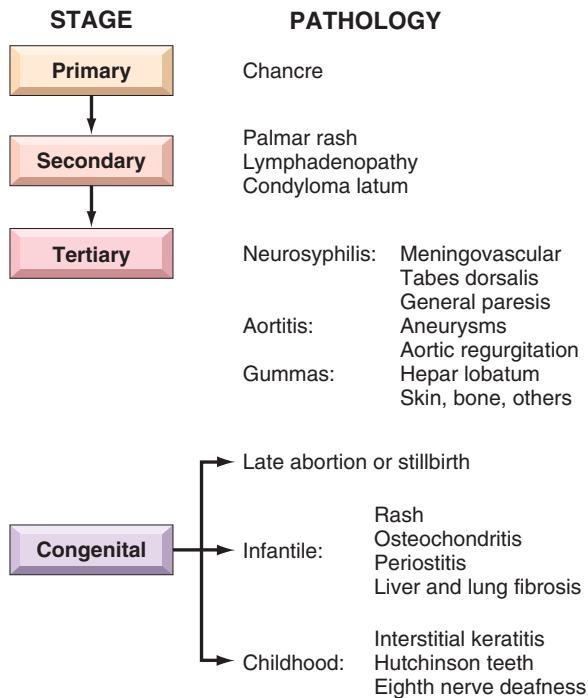 STAGE PATHOLOGY
Primary Chancre
Palmar rash
Secondary Lymphadenopathy
Condyloma latum
Tertiary Neurosyphilis: Meningovascular
Tabes dorsalis
General paresis
Aortitis: Aneurysms
Aortic regurgitation
Gummas: Hepar lobatum
Skin, bone, others
Late abortion or stillbirth
Rash
Osteochondritis
Congenital Infantile: Periostitis
Liver and lung fibrosis
Interstitial keratitis
Childhood: Hutchinson teeth
Eighth nerve deafness